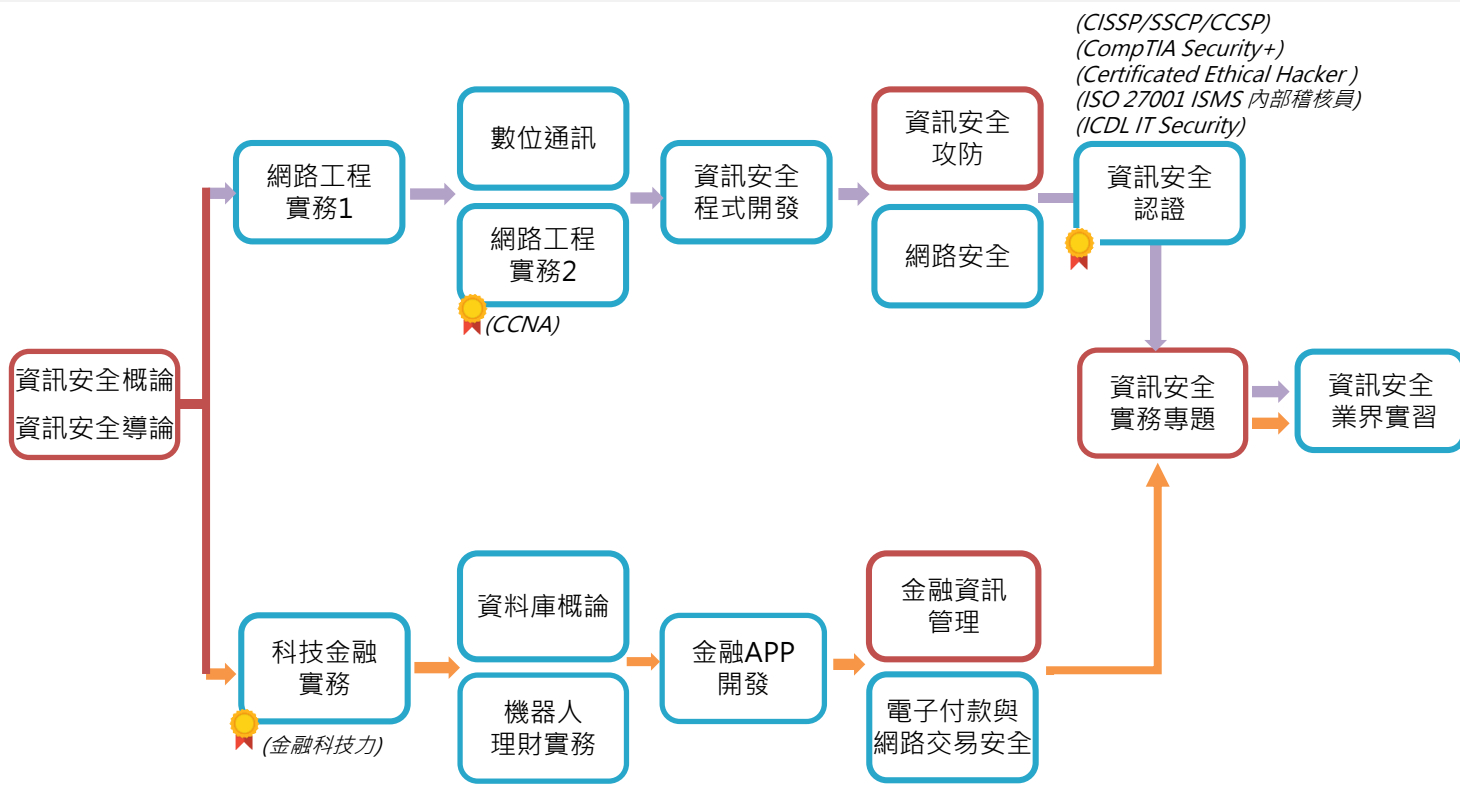 (CISSP/SSCP/CCSP)
(CompTIA Security+)
(Certificated Ethical Hacker )
(ISO 27001 ISMS 內部稽核員)
(ICDL IT Security)
網路工程
實務1
數位通訊
網路工程
實務2
(CCNA)
資訊安全
程式開發
資訊安全
攻防
網路安全
資訊安全
認證
資訊安全概論
資訊安全導論
資訊安全
實務專題
資訊安全
業界實習
科技金融
實務
(金融科技力)
資料庫概論
機器人
理財實務
金融APP
開發
金融資訊
管理
電子付款與
網路交易安全